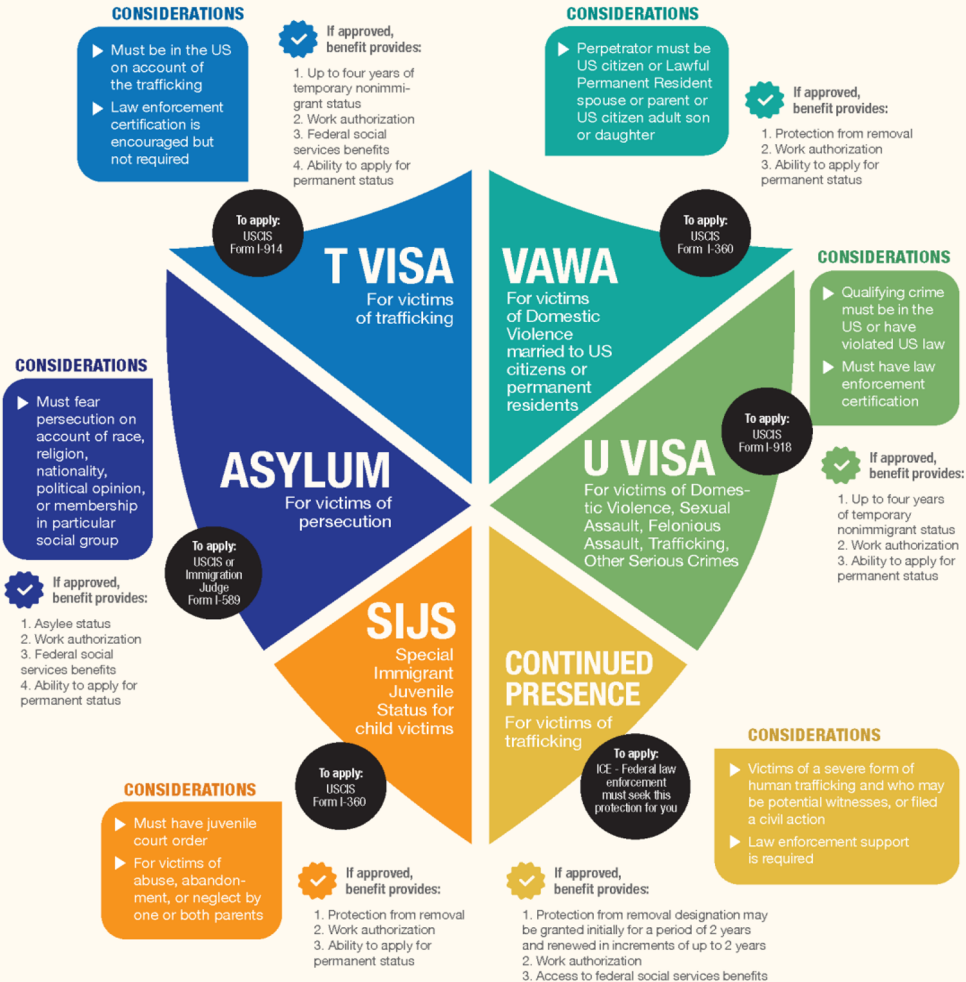 CONSIDERATIONS
Must be in the US
on account of
the trafficking
Law enforcement
certification is
encouraged but
not required
If approved,
benefit provides:
1. Up to four years of
temporary nonimmi-
grant status
2. Work authorization
3. Federal social
services benefits
4. Ability to apply for
permanent status
To apply:
USCIS
Form I-914
T VISA
For victims
of trafficking
CONSIDERATIONS
Perpetrator must be
US citizen or Lawful
Permanent Resident
spouse or parent or
US citizen adult son
or daughter
If approved,
benefit provides:
1. Protection from removal
2. Work authorization
3. Ability to apply for
permanent status
To apply:
USCIS
Form I-360
VAWA
For victims
of Domestic
Violence
married to US
citizens or
permanent
residents
CONSIDERATIONS
Qualifying crime
must be in the
US or have
violated US law
Must have law
enforcement
certification
To apply:
USCIS
Form I-918
If approved,
benefit provides:
1. Up to four years
of temporary
nonimmigrant status
2. Work authorization
3. Ability to apply for
permanent status
U VISA
For victims of Domes-
tic Violence, Sexual
Assault, Felonious
Assault, Trafficking,
Other Serious Crimes
CONSIDERATIONS
Must fear
persecution on
account of race,
religion,
nationality,
political opinion,
or membership
in particular
social group
ASYLUM
For victims of
persecution
To apply:
USCIS or
Immigration
Judge
Form I-589
If approved,
benefit provides:
1. Asylee status
2. Work authorization
3. Federal social
services benefits
4. Ability to apply for
permanent status
SIJS
Special
Immigrant
Juvenile
Status for
child victims
To apply:
USCIS
Form I-360
CONSIDERATIONS
Must have juvenile
court order
For victims of
abuse, abandon-
ment, or neglect by
one or both parents
If approved,
benefit provides:
1. Protection from removal
2. Work authorization
3. Ability to apply for
permanent status
CONTINUED
PRESENCE
For victims of
trafficking
To apply:
ICE - Federal law
enforcement
must seek this
protection for you
CONSIDERATIONS
Victims of a severe form of
human trafficking and who may
be potential witnesses, or filed
a civil action
Law enforcement support
is required
If approved,
benefit provides:
1. Protection from removal designation may
be granted initially for a period of 2 years
and renewed in increments of up to 2 years
2. Work authorization
3. Access to federal social services benefits